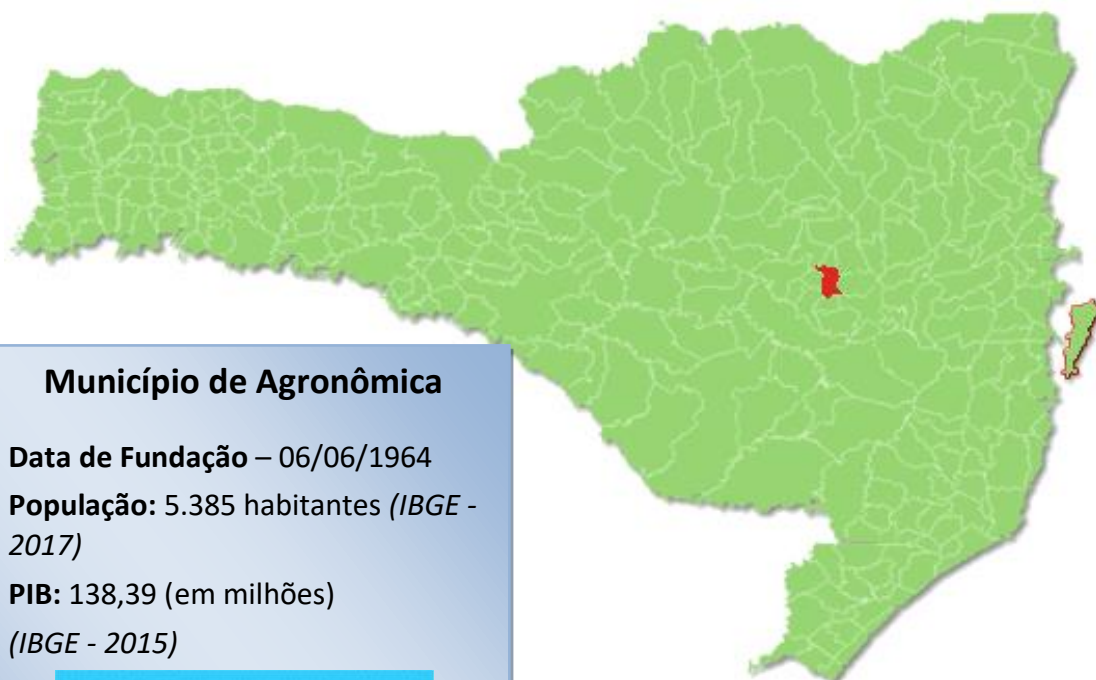 Município de Agronômica
Data de Fundação – 06/06/1964
População: 5.385 habitantes (IBGE -
2017)
PIB: 138,39 (em milhões)
(IBGE - 2015)